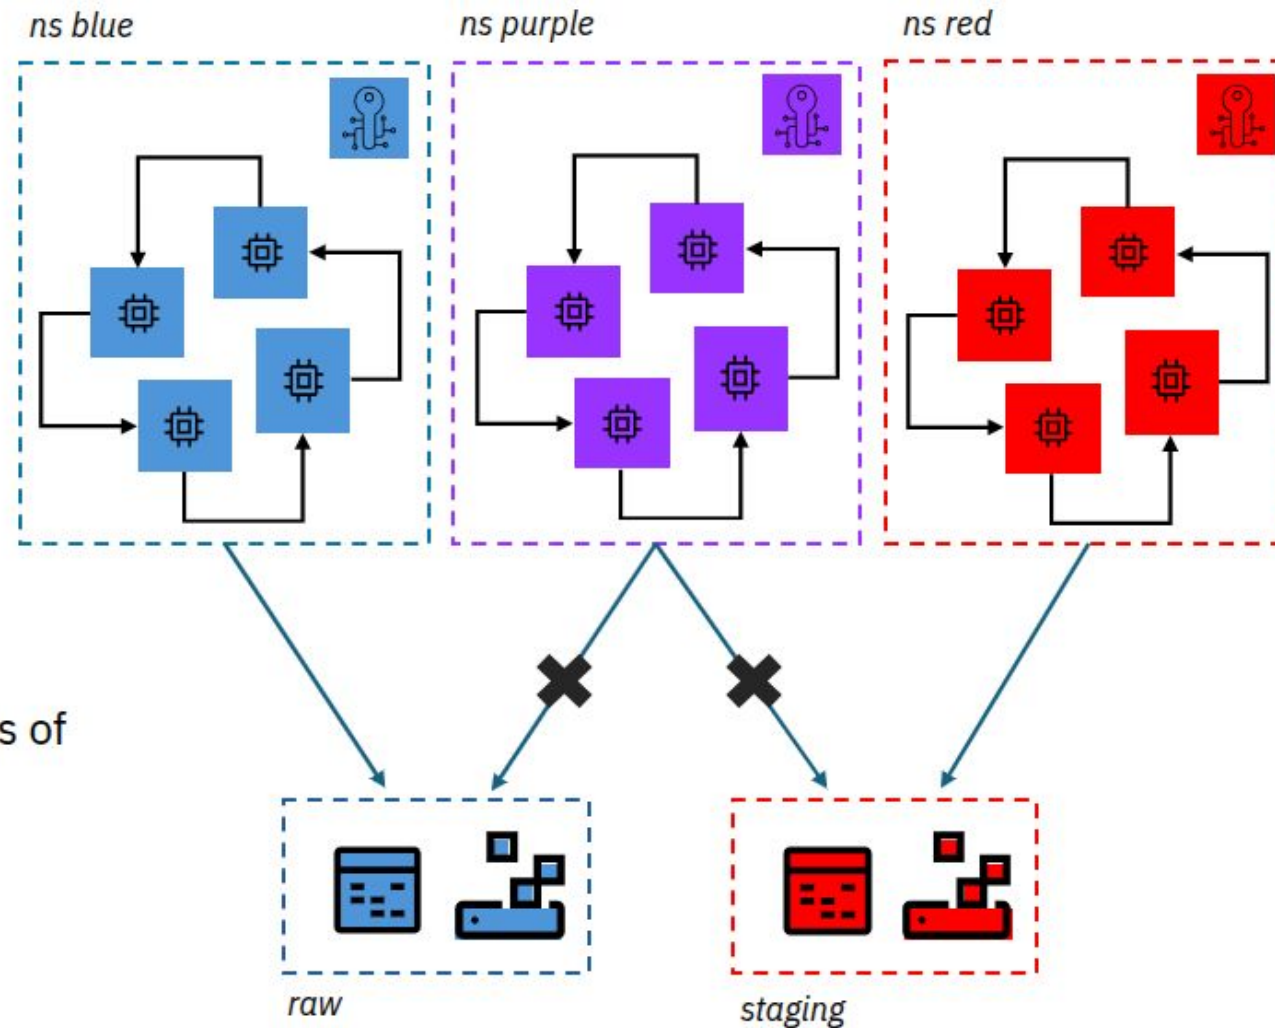 ns blue
ns purple
ns red
s of
raw
staging